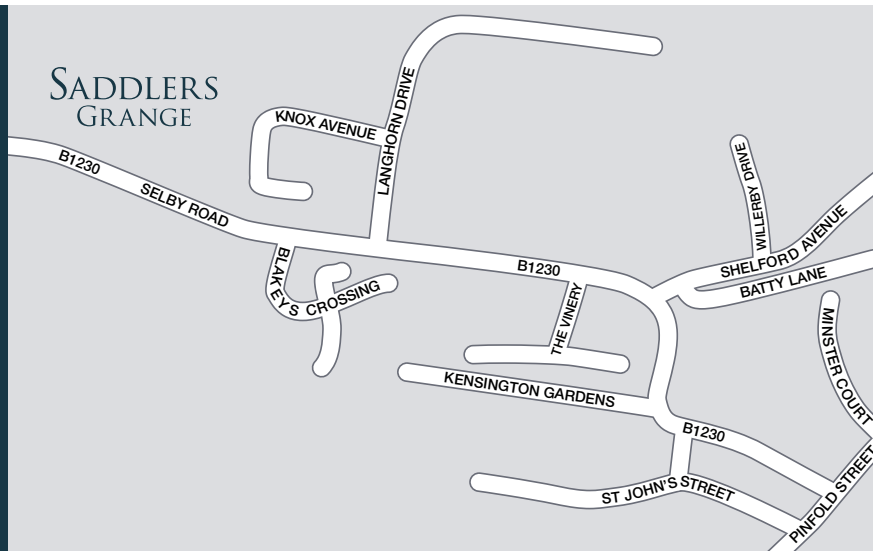 SADDLERS
GRANGE
B1230
SELBY ROAD
KNOX AVENUE
LANGHORN DRIVE
BLAKEYS CROSSING
B1230
THE VINERY
KENSINGTON GARDENS
WILLERBY DRIVE
SHELFORD AVENUE
BATTY LANE
MINSTER COURT
B1230
ST JOHN'S STREET
PINFOLD STREET